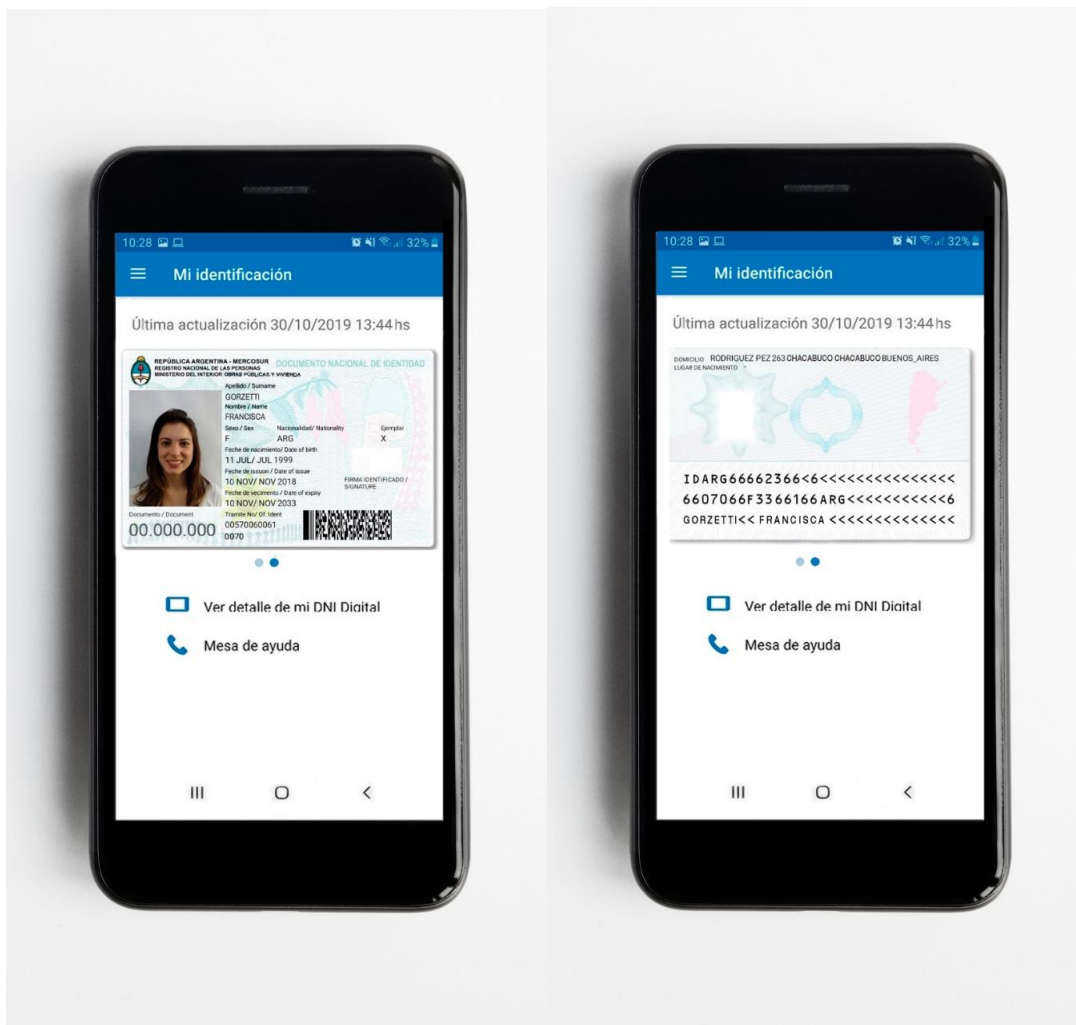 10:28 32%
Mi identificación
Última actualización 30/10/2019 13:44 hs
REPÚBLICA ARGENTINA - MERCOSUR
REGISTRO NACIONAL DE LAS PERSONAS
MINISTERIO DEL INTERIOR OBRAS PÚBLICAS Y VIVIENDA
DOCUMENTO NACIONAL DE IDENTIDAD
Apellido / Surname
GORZETTI
Nombre / Name
FRANCISCA
Sexo / Sex Nacionalidad/ Nationality Ejemplar
F ARG X
Feche de nacimiento/ Date of birth
11 JUL/ JUL 1999
Feche de issuon / Date of issue
10 NOV/ NOV 2018
Feche de vecimento / Date of expiry
10 NOV/ NOV 2033
FIRMA IDENTIFICADO /
SIGNATURE
Documento / Document
00.000.000
Tramite No/ Of. Ident
00570060061
0070
Ver detalle de mi DNI Digital
Mesa de ayuda
10:28 32%
Mi identificación
Última actualización 30/10/2019 13:44 hs
DOMICILIO RODRIGUEZ PEZ 263 CHACABUCO CHACABUCO BUENOS_AIRES
LUGAR DE NACIMIENTO
IDARG66662366<6<<<<<<<<<<<<<<<
6607066F3366166ARG<<<<<<<<<<<6
GORZETTI<< FRANCISCA <<<<<<<<<<<<<<
Ver detalle de mi DNI Digital
Mesa de ayuda